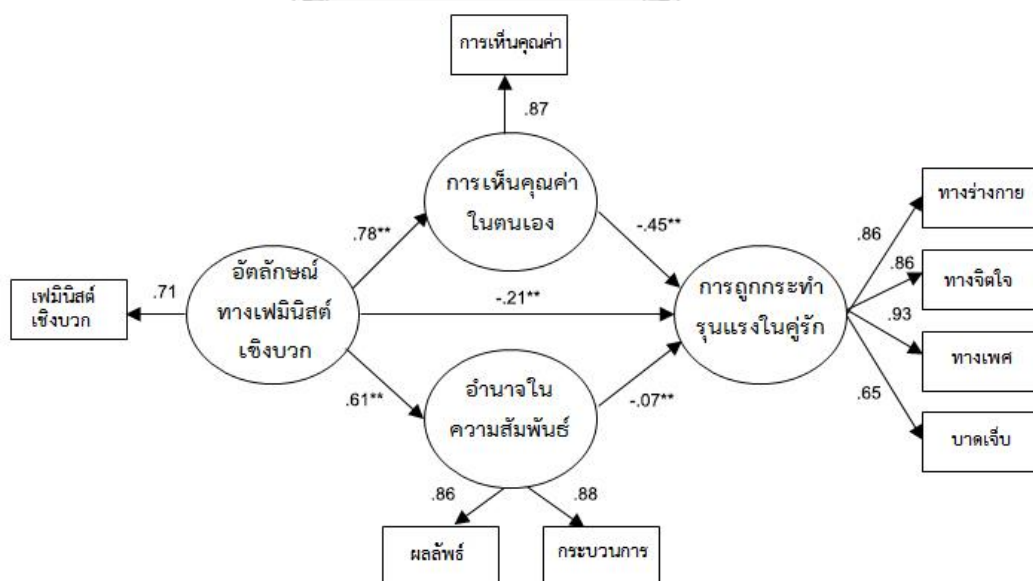 การเห็นคุณค่า
.87
การเห็นคุณค่า
ในตนเอง
.78**
-.45**
อัตลักษณ์
ทางเฟมินิสต์
เชิงบวก
.71
เฟมินิสต์
เชิงบวก
-.21**
การถูกกระทำ
รุนแรงในคู่รัก
.86
ทางร่างกาย
.86
ทางจิตใจ
.93
ทางเพศ
.65
บาดเจ็บ
.61**
-.07**
อำนาจใน
ความสัมพันธ์
.86
.88
ผลลัพธ์
กระบวนการ